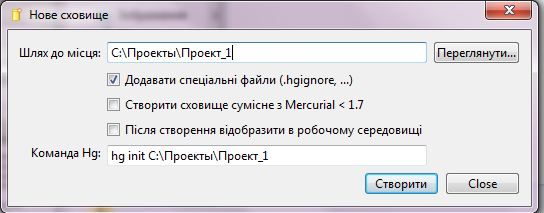 Нове сховище
Шлях до місця: C:\Проекты\Проект_1 Переглянути...
Додавати спеціальні файли (.hgignore, ...)
Створити сховище сумісне з Mercurial < 1.7
Після створення відобразити в робочому середовищі
Команда Hg: hg init C:\Проекты\Проект_1
Створити Close